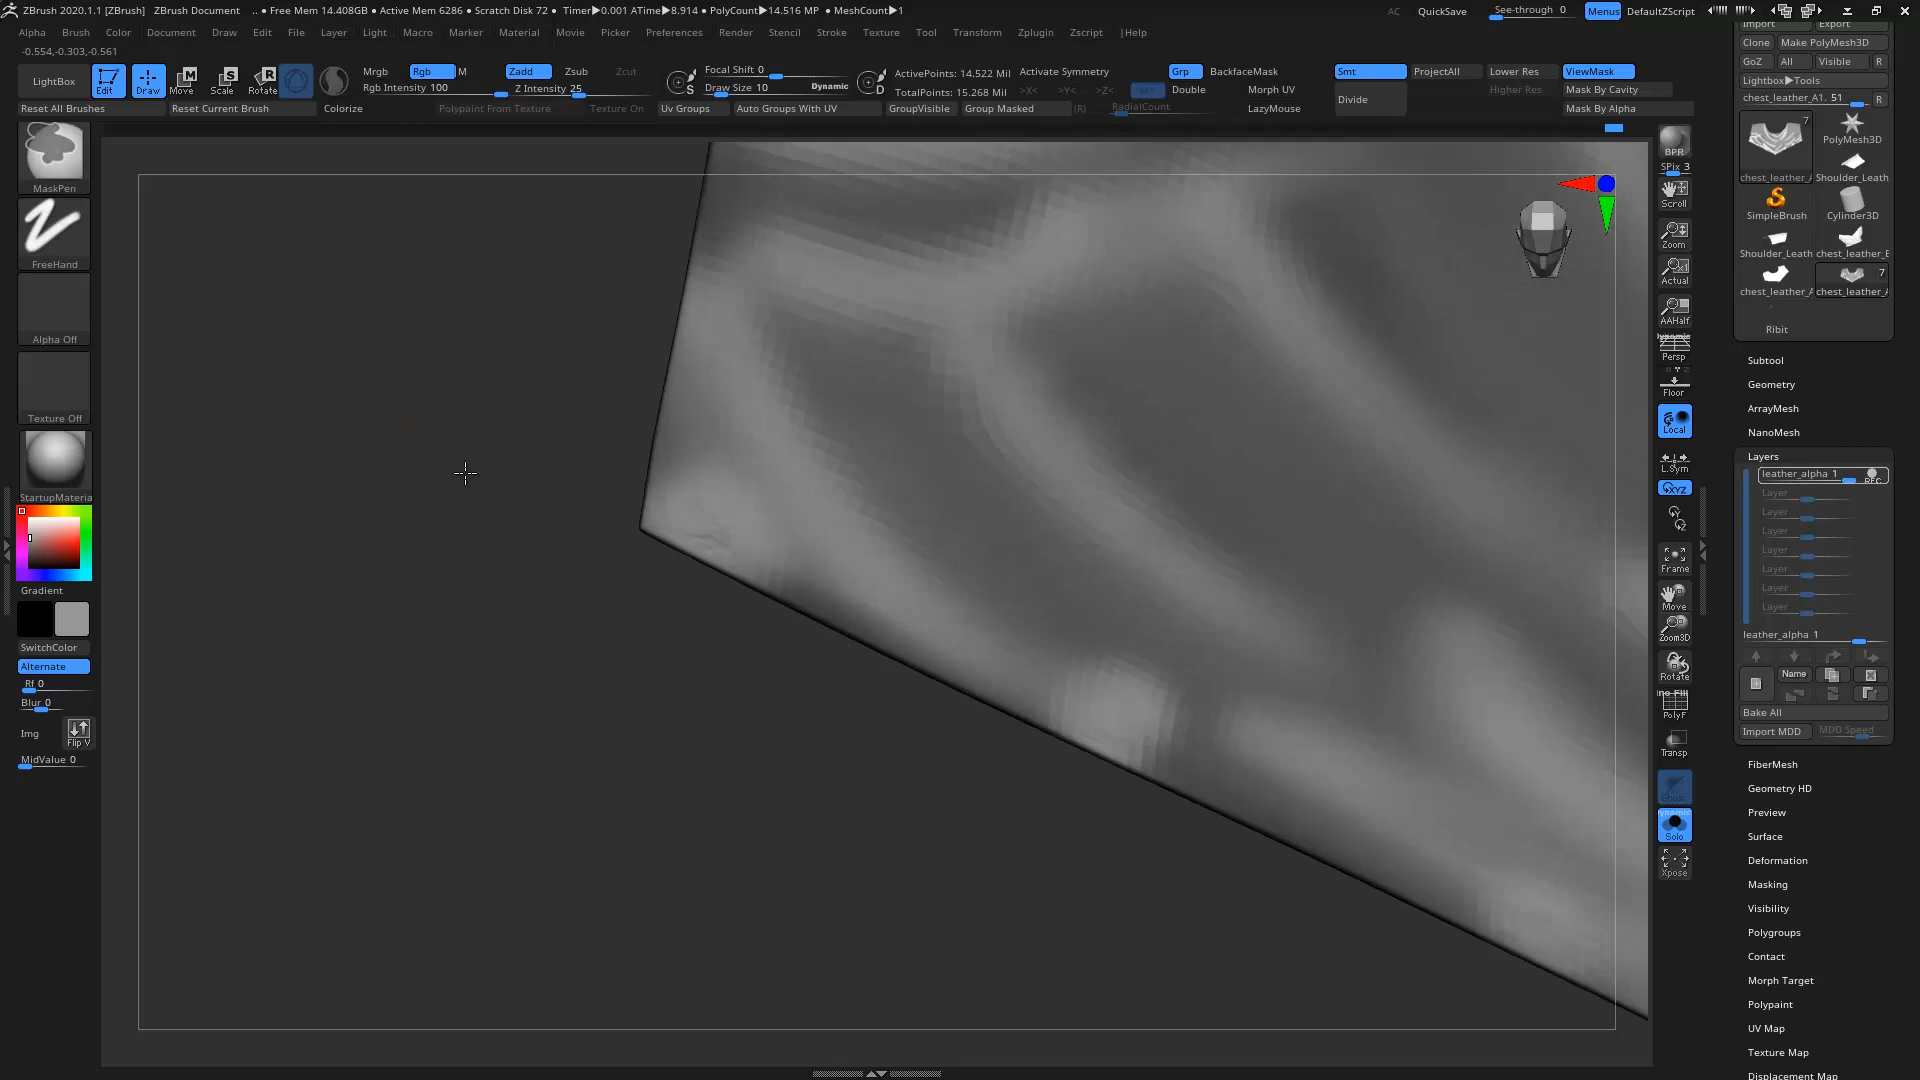 ZBrush 2020.1.1 [ZBrush] ZBrush Document .. • Free Mem 14.408GB • Active Mem 6286 • Scratch Disk 72 • Timer▶0.001 ATime▶8.914 • PolyCount▶14.516 MP • MeshCount▶1 AC QuickSave See-through 0 Menus DefaultZScript
Alpha Brush Color Document Draw Edit File Layer Light Macro Marker Material Movie Picker Preferences Render Stencil Stroke Texture Tool Transform Zplugin Zscript |Help
-0.554,-0.303,-0.561
LightBox Edit Draw Move Scale Rotate
Mrgb Rgb M Zadd Zsub Zcut
Rgb Intensity 100 Z Intensity 25
Focal Shift 0
Draw Size 10 Dynamic
S D
ActivePoints: 14.522 Mil Activate Symmetry Grp BackfaceMask Smt ProjectAll Lower Res ViewMask
TotalPoints: 15.268 Mil >X< >Y< >Z< >M< Double Morph UV Divide Higher Res Mask By Cavity
Reset All Brushes Reset Current Brush Colorize Polypaint From Texture Texture On Uv Groups Auto Groups With UV GroupVisible Group Masked (R) RadialCount LazyMouse Mask By Alpha
MaskPen
FreeHand
Alpha Off
Texture Off
StartupMateria
Gradient
SwitchColor
Alternate
Rf 0
Blur 0
Img Flip V
MidValue 0
BPR
SPix 3
Scroll
Zoom
Actual
AAHalf
Persp
Floor
Local
L.Sym
XYZ
Frame
Move
Zoom3D
Rotate
PolyF
Transp
Ghost
Solo
Xpose
Import Export
Clone Make PolyMesh3D
GoZ All Visible R
Lightbox▶Tools
chest_leather_A1. 51 R
7
PolyMesh3D
chest_leather_A Shoulder_Leath
SimpleBrush Cylinder3D
Shoulder_Leath chest_leather_E
7
chest_leather_A chest_leather_A
Ribit
Subtool
Geometry
ArrayMesh
NanoMesh
Layers
leather_alpha 1 REC
Layer
Layer
Layer
Layer
Layer
Layer
Layer
leather_alpha 1
Name
Bake All
Import MDD MDD Speed
FiberMesh
Geometry HD
Preview
Surface
Deformation
Masking
Visibility
Polygroups
Contact
Morph Target
Polypaint
UV Map
Texture Map
Displacement Map